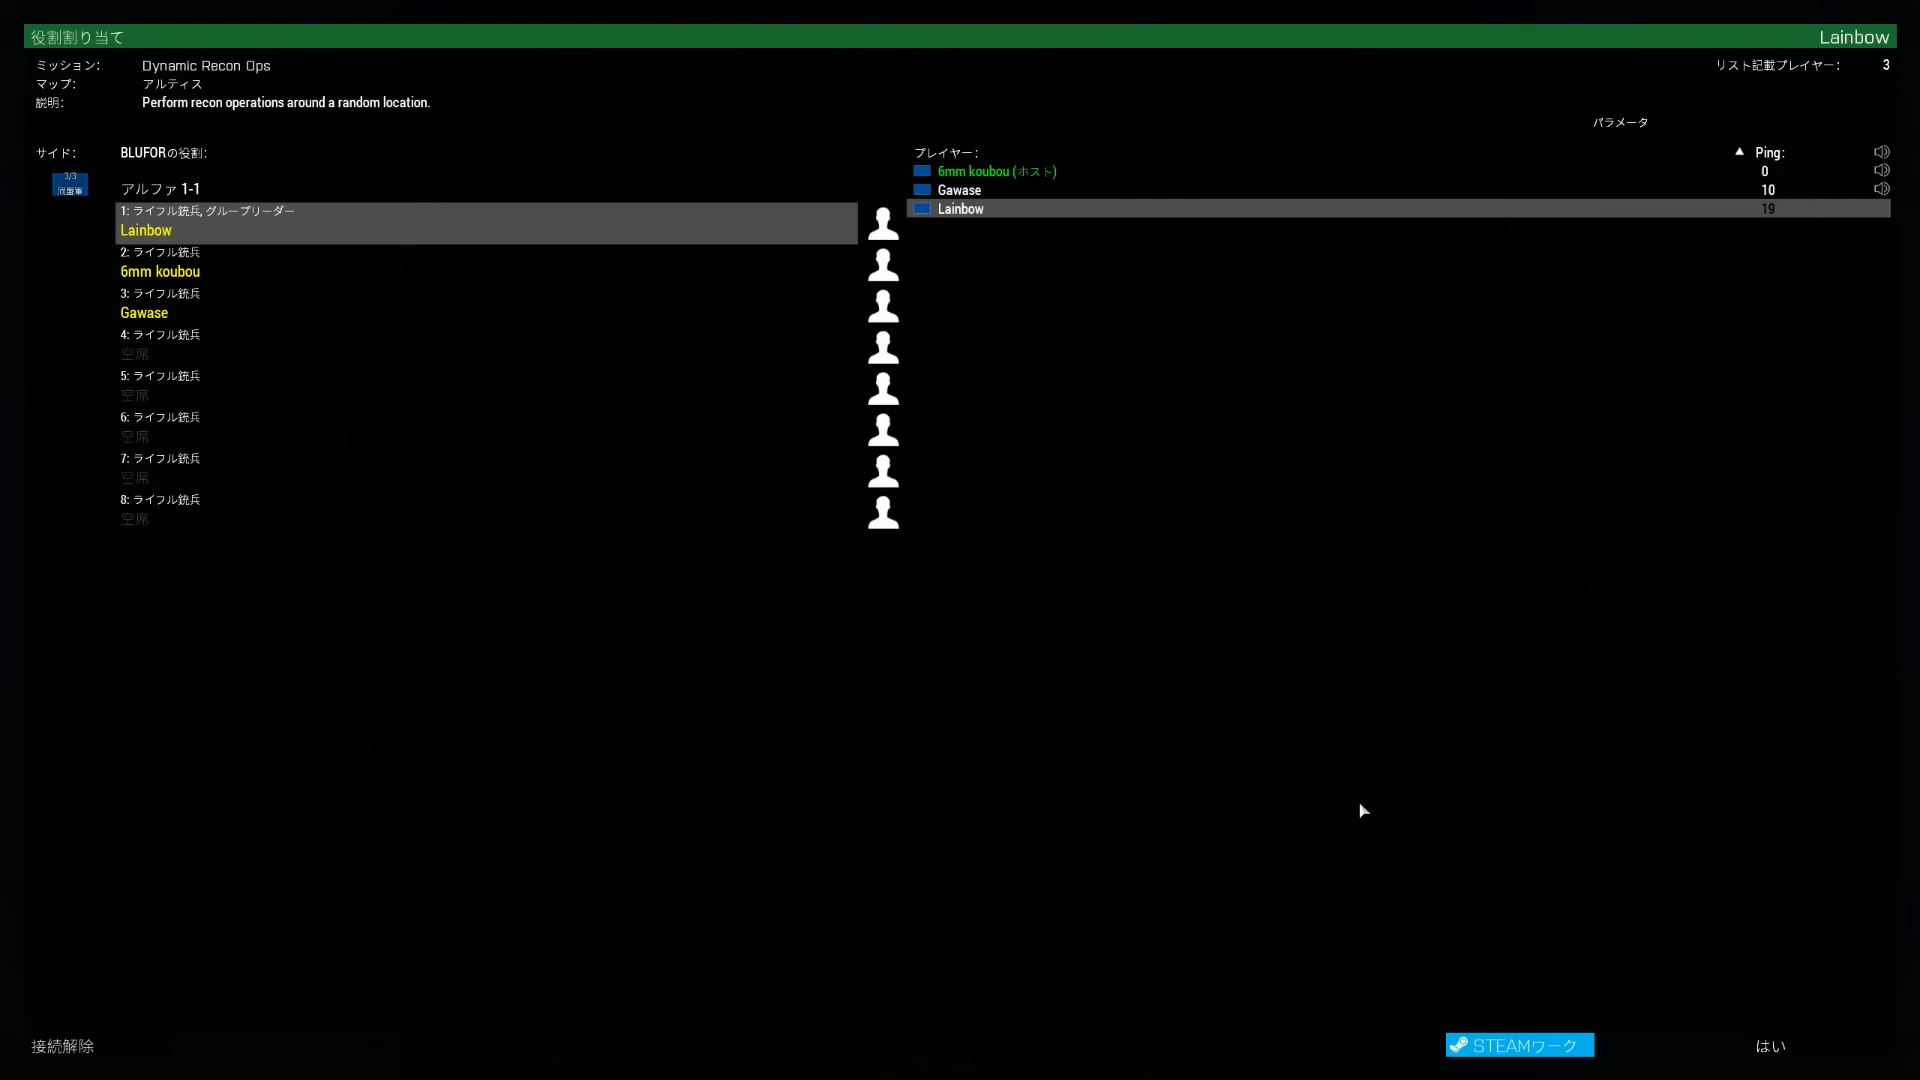 役割割り当て
Lainbow
ミッション: Dynamic Recon Ops
リスト記載プレイヤー: 3
マップ: アルティス
説明: Perform recon operations around a random location.
パラメータ
サイド:
3/3
同盟軍
BLUFORの役割:
アルファ 1-1
1: ライフル銃兵, グループリーダー
Lainbow
2: ライフル銃兵
6mm koubou
3: ライフル銃兵
Gawase
4: ライフル銃兵
空席
5: ライフル銃兵
空席
6: ライフル銃兵
空席
7: ライフル銃兵
空席
8: ライフル銃兵
空席
プレイヤー: Ping:
6mm koubou (ホスト) 0
Gawase 10
Lainbow 19
接続解除
STEAMワーク
はい